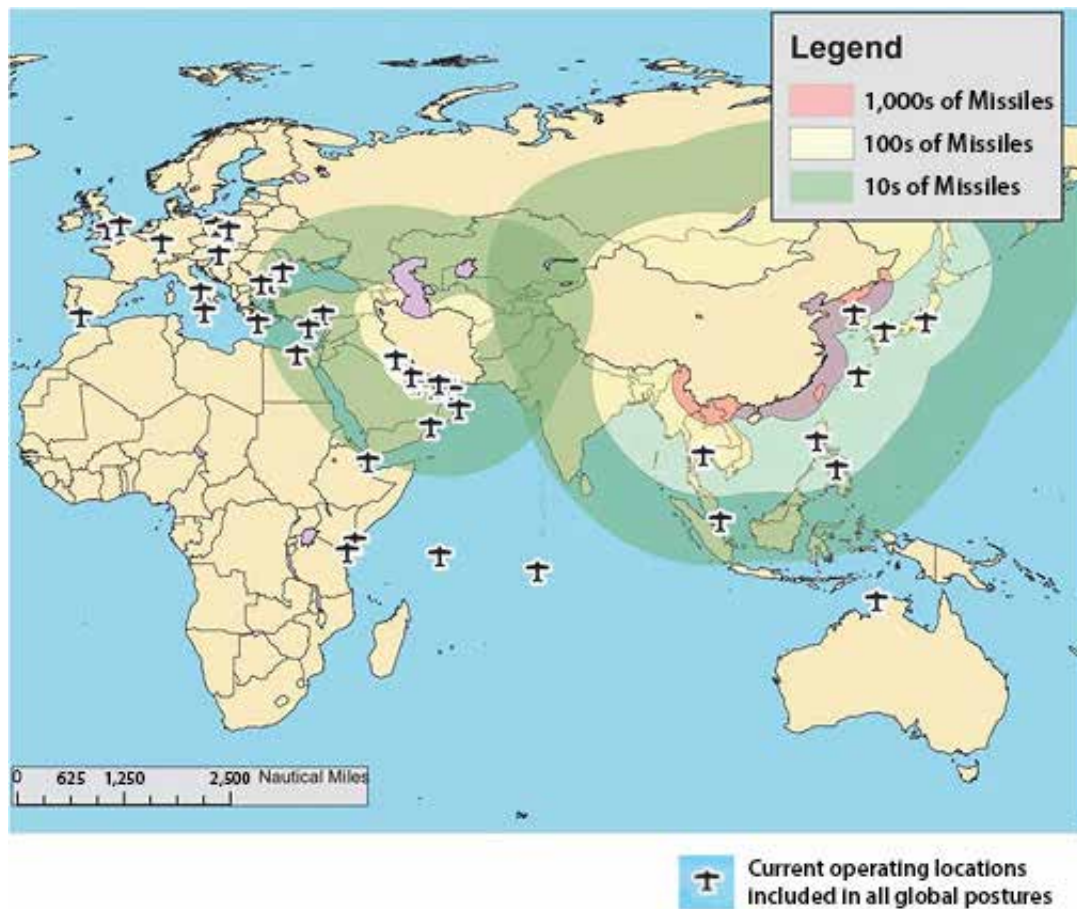 Legend
1,000s of Missiles
100s of Missiles
10s of Missiles
0 625 1,250 2,500 Nautical Miles
Current operating locations
included in all global postures